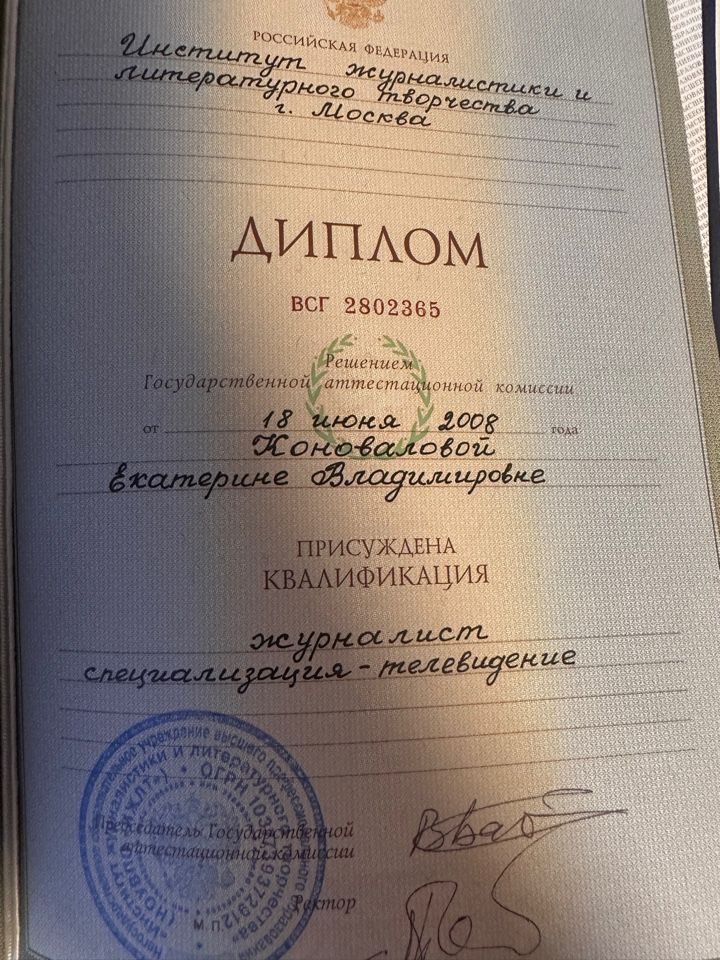 РОССИЙСКАЯ ФЕДЕРАЦИЯ
Институт журналистики и
литературного творчества
г. Москва
ДИПЛОМ
ВСГ 2802365
Решением
Государственной аттестационной комиссии
от 18 июня 2008 года
Коноваловой
Екатерине Владимировне
ПРИСУЖДЕНА
КВАЛИФИКАЦИЯ
журналист
специализация - телевидение
Председатель Государственной
аттестационной комиссии
Ректор
М. П.